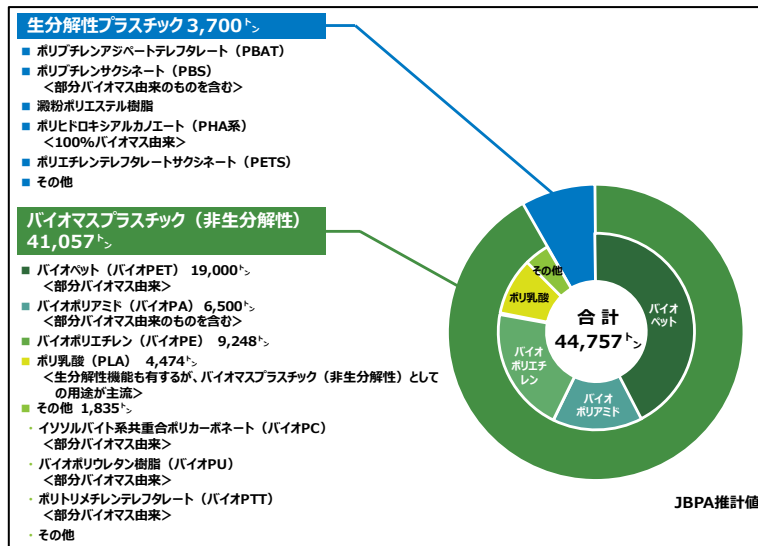 生分解性プラスチック 3,700㌧
■ ポリブチレンアジペートテレフタレート（PBAT）
■ ポリブチレンサクシネート（PBS）
＜部分バイオマス由来のものを含む＞
■ 澱粉ポリエステル樹脂
■ ポリヒドロキシアルカノエート（PHA系）
＜100%バイオマス由来＞
■ ポリエチレンテレフタレートサクシネート（PETS）
■ その他
バイオマスプラスチック（非生分解性）
41,057㌧
■ バイオペット（バイオPET） 19,000㌧
＜部分バイオマス由来＞
■ バイオポリアミド（バイオPA） 6,500㌧
＜部分バイオマス由来のものを含む＞
■ バイオポリエチレン（バイオPE） 9,248㌧
■ ポリ乳酸（PLA） 4,474㌧
＜生分解性機能も有するが、バイオマスプラスチック（非生分解性）として
の用途が主流＞
■ その他 1,835㌧
・ イソソルバイト系共重合ポリカーボネート（バイオPC）
＜部分バイオマス由来＞
・ バイオポリウレタン樹脂（バイオPU）
＜部分バイオマス由来＞
・ ポリトリメチレンテレフタレート（バイオPTT）
＜部分バイオマス由来＞
・ その他
その他
ポリ乳酸
バイオ
ポリエチ
レン
バイオ
ポリアミド
バイオ
ペット
合 計
44,757㌧
JBPA推計値